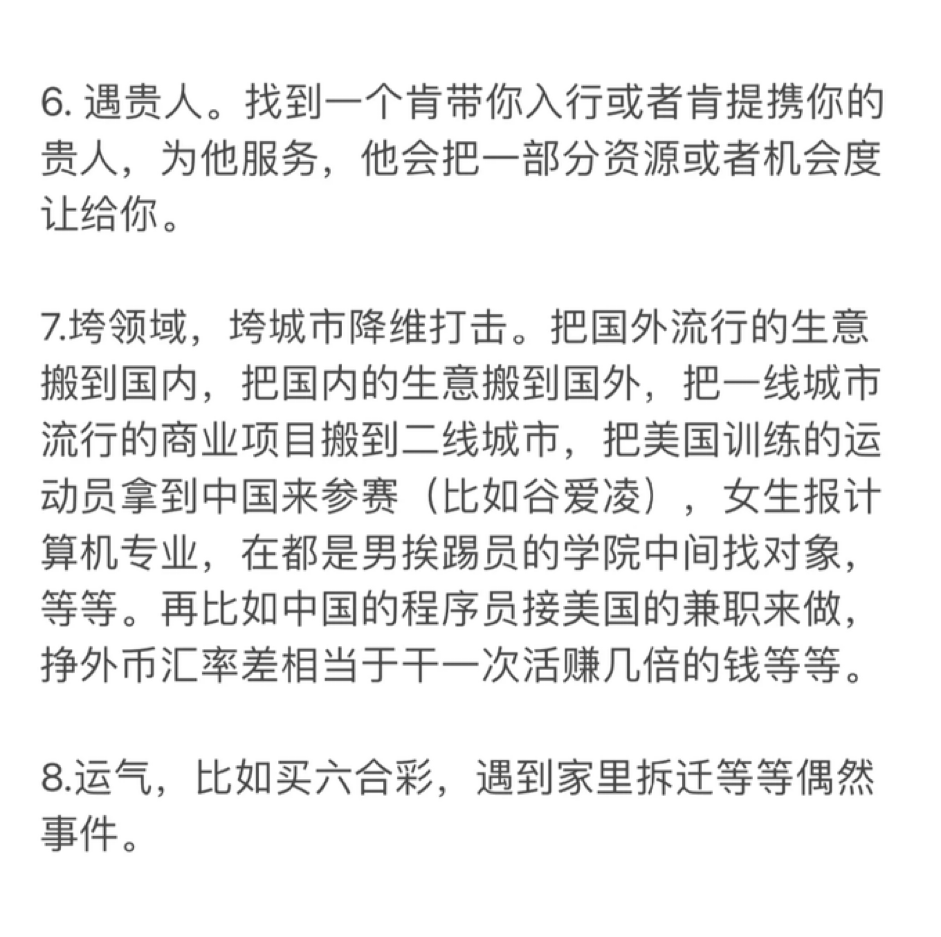 6. 遇贵人。找到一个肯带你入行或者肯提携你的
贵人，为他服务，他会把一部分资源或者机会度
让给你。
7.垮领域，垮城市降维打击。把国外流行的生意
搬到国内，把国内的生意搬到国外，把一线城市
流行的商业项目搬到二线城市，把美国训练的运
动员拿到中国来参赛（比如谷爱凌），女生报计
算机专业，在都是男挨踢员的学院中间找对象，
等等。再比如中国的程序员接美国的兼职来做，
挣外币汇率差相当于干一次活赚几倍的钱等等。
8.运气，比如买六合彩，遇到家里拆迁等等偶然
事件。